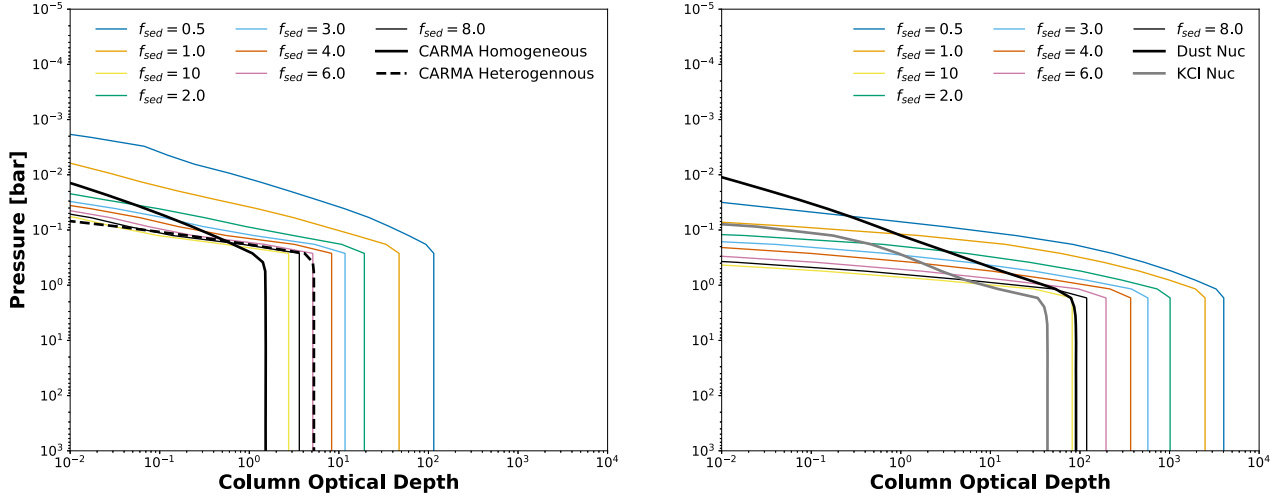 10⁻⁵
10⁻⁴
10⁻³
10⁻²
10⁻¹
10⁰
10¹
10²
10³
Pressure [bar]
f_sed = 0.5
f_sed = 1.0
f_sed = 10
f_sed = 2.0
f_sed = 3.0
f_sed = 4.0
f_sed = 6.0
f_sed = 8.0
CARMA Homogeneous
CARMA Heterogennous
10⁻²
10⁻¹
10⁰
10¹
10²
10³
10⁴
Column Optical Depth
10⁻⁵
10⁻⁴
10⁻³
10⁻²
10⁻¹
10⁰
10¹
10²
10³
f_sed = 0.5
f_sed = 1.0
f_sed = 10
f_sed = 2.0
f_sed = 3.0
f_sed = 4.0
f_sed = 6.0
f_sed = 8.0
Dust Nuc
KCl Nuc
10⁻²
10⁻¹
10⁰
10¹
10²
10³
10⁴
Column Optical Depth